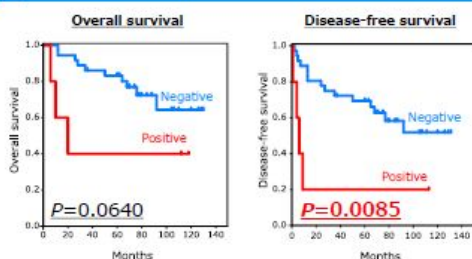 Overall survival
1.0
0.8
0.6
0.4
0.2
0.0
Overall survival
Negative
Positive
P=0.0640
0 20 40 60 80 100 120 140
Months
Disease-free survival
1.0
0.8
0.6
0.4
0.2
0.0
Disease-free survival
Negative
Positive
P=0.0085
0 20 40 60 80 100 120 140
Months